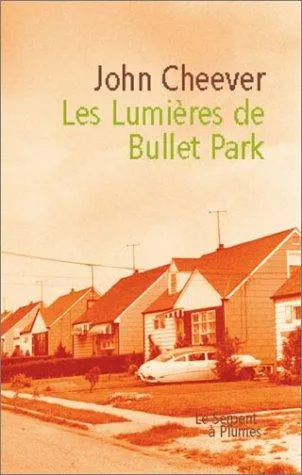 John Cheever
Les Lumières de
Bullet Park
Le Serpent
à Plumes